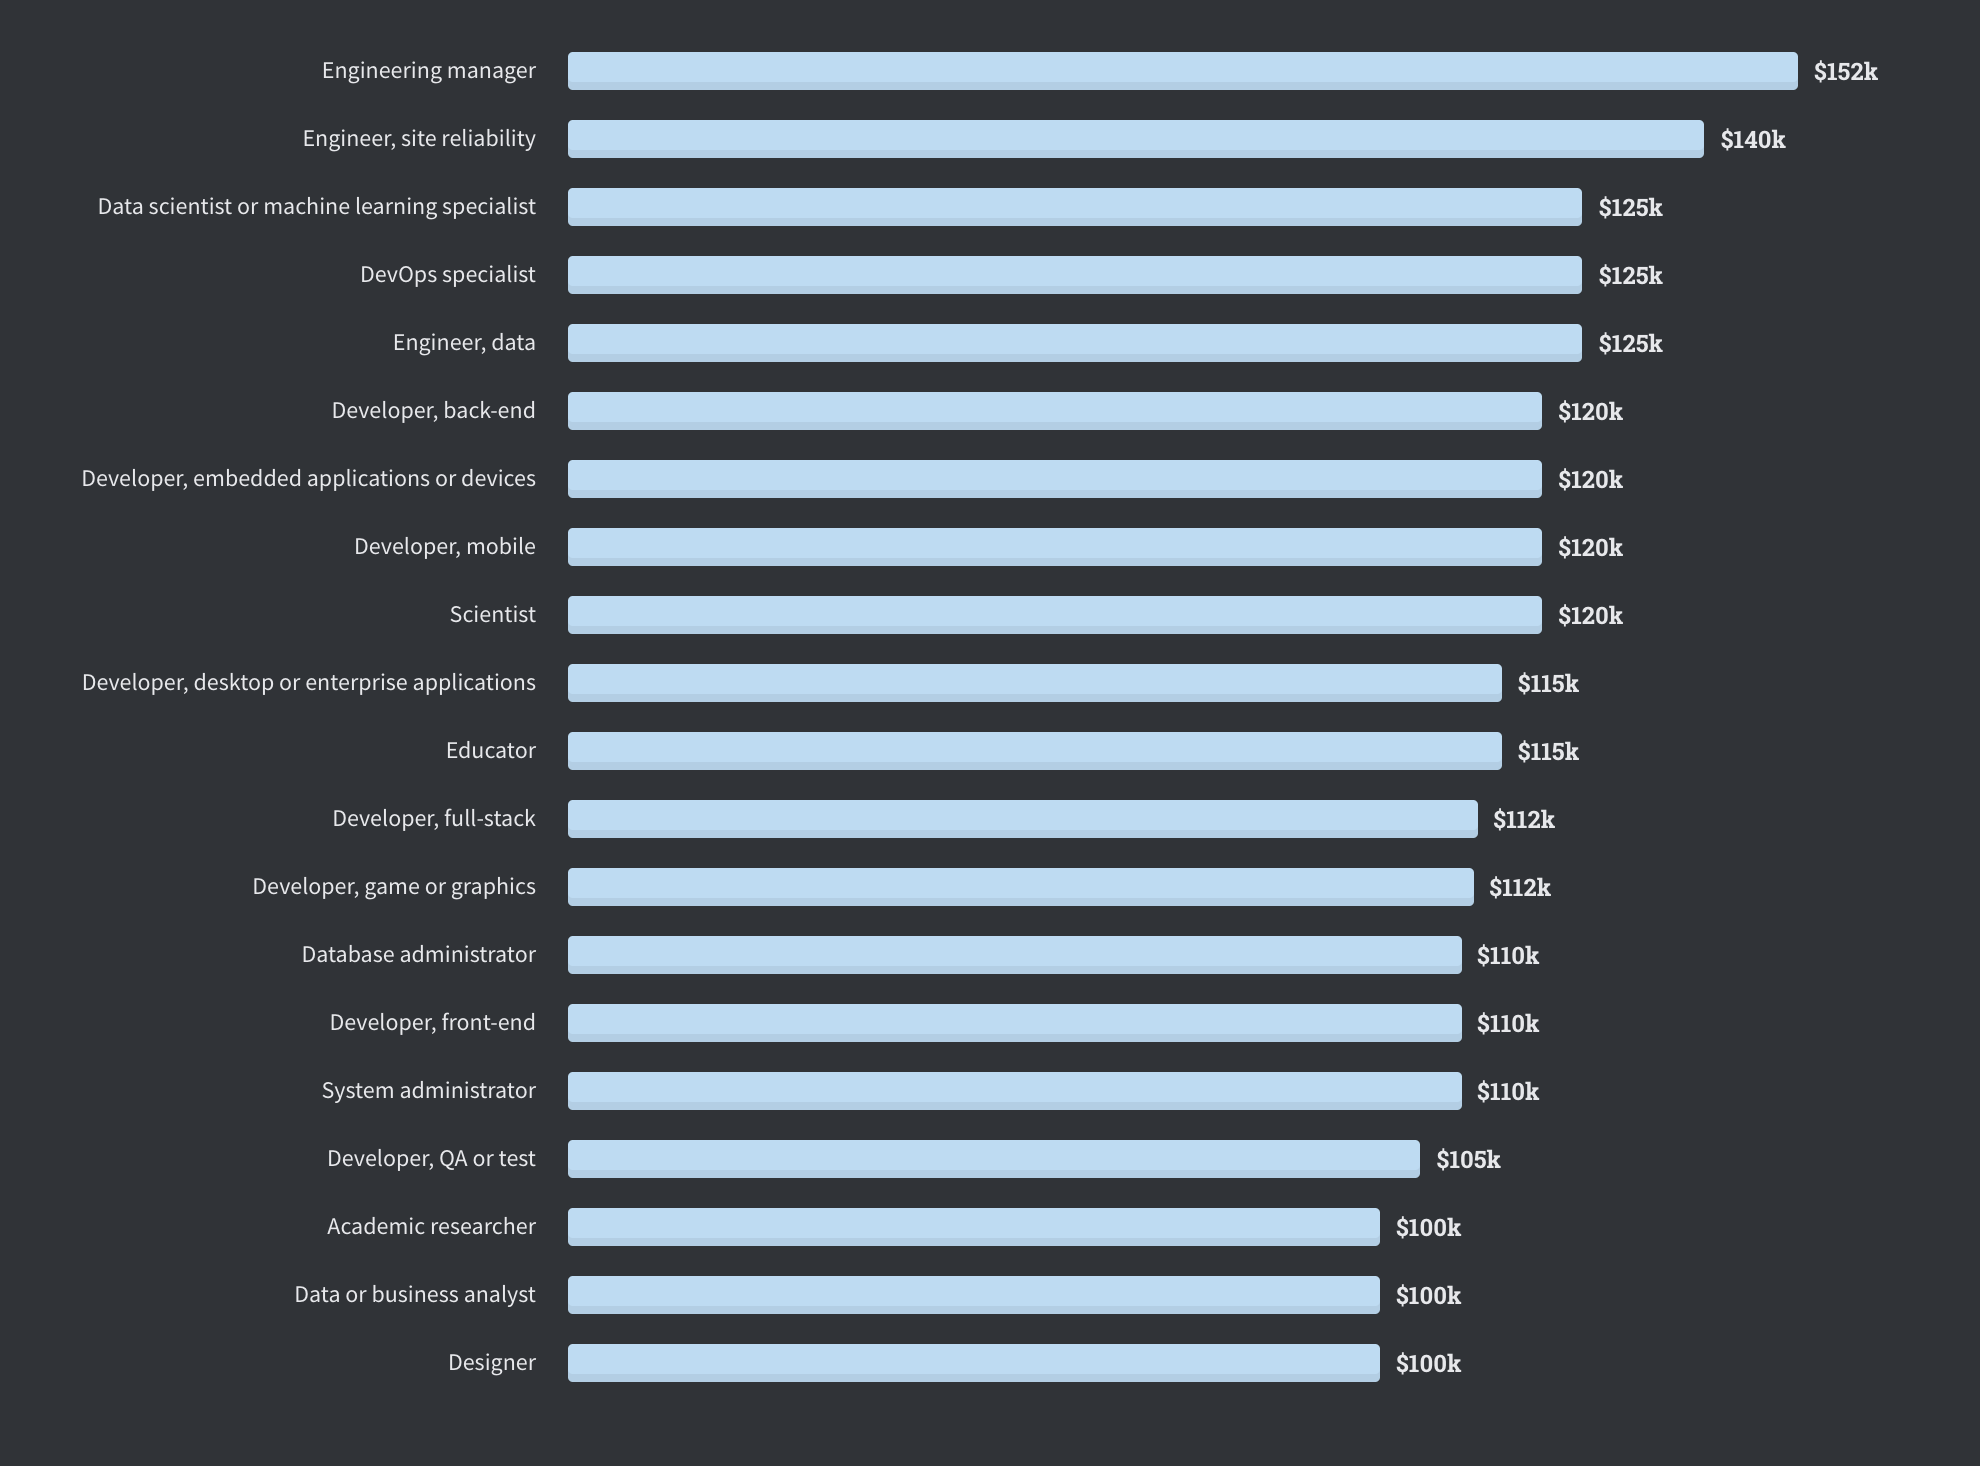 Engineering manager $152k
Engineer, site reliability $140k
Data scientist or machine learning specialist $125k
DevOps specialist $125k
Engineer, data $125k
Developer, back-end $120k
Developer, embedded applications or devices $120k
Developer, mobile $120k
Scientist $120k
Developer, desktop or enterprise applications $115k
Educator $115k
Developer, full-stack $112k
Developer, game or graphics $112k
Database administrator $110k
Developer, front-end $110k
System administrator $110k
Developer, QA or test $105k
Academic researcher $100k
Data or business analyst $100k
Designer $100k